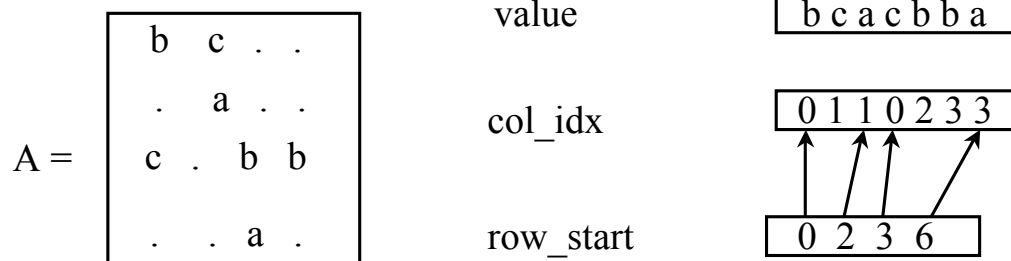 value
b c a c b b a
b c . .
. a . .
col_idx
0 1 1 0 2 3 3
A =
c . b b
. . a .
row_start
0 2 3 6